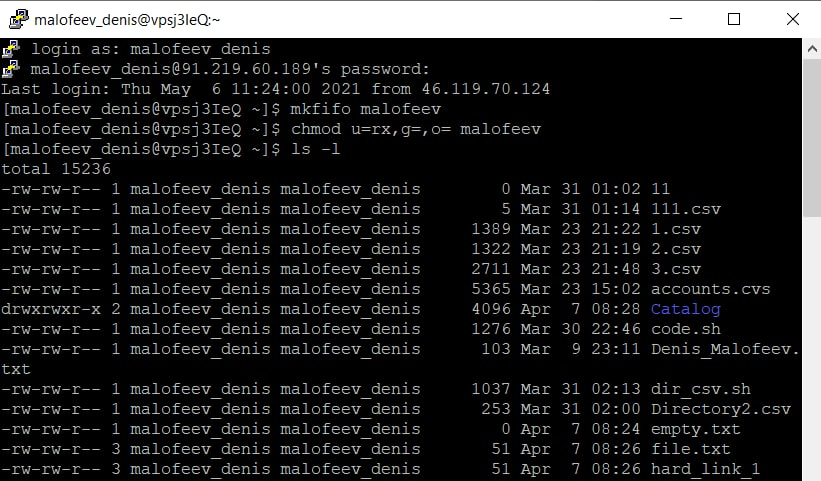 malofeev_denis@vpsj3IeQ:~
login as: malofeev_denis
malofeev_denis@91.219.60.189's password:
Last login: Thu May  6 11:24:00 2021 from 46.119.70.124
[malofeev_denis@vpsj3IeQ ~]$ mkfifo malofeev
[malofeev_denis@vpsj3IeQ ~]$ chmod u=rx,g=,o= malofeev
[malofeev_denis@vpsj3IeQ ~]$ ls -l
total 15236
-rw-rw-r-- 1 malofeev_denis malofeev_denis        0 Mar 31 01:02 11
-rw-rw-r-- 1 malofeev_denis malofeev_denis        5 Mar 31 01:14 111.csv
-rw-rw-r-- 1 malofeev_denis malofeev_denis     1389 Mar 23 21:22 1.csv
-rw-rw-r-- 1 malofeev_denis malofeev_denis     1322 Mar 23 21:19 2.csv
-rw-rw-r-- 1 malofeev_denis malofeev_denis     2711 Mar 23 21:48 3.csv
-rw-rw-r-- 1 malofeev_denis malofeev_denis     5365 Mar 23 15:02 accounts.cvs
drwxrwxr-x 2 malofeev_denis malofeev_denis     4096 Apr  7 08:28 Catalog
-rw-rw-r-- 1 malofeev_denis malofeev_denis     1276 Mar 30 22:46 code.sh
-rw-rw-r-- 1 malofeev_denis malofeev_denis      103 Mar  9 23:11 Denis_Malofeev.
txt
-rw-rw-r-- 1 malofeev_denis malofeev_denis     1037 Mar 31 02:13 dir_csv.sh
-rw-rw-r-- 1 malofeev_denis malofeev_denis      253 Mar 31 02:00 Directory2.csv
-rw-rw-r-- 1 malofeev_denis malofeev_denis        0 Apr  7 08:24 empty.txt
-rw-rw-r-- 3 malofeev_denis malofeev_denis       51 Apr  7 08:26 file.txt
-rw-rw-r-- 3 malofeev_denis malofeev_denis       51 Apr  7 08:26 hard_link_1